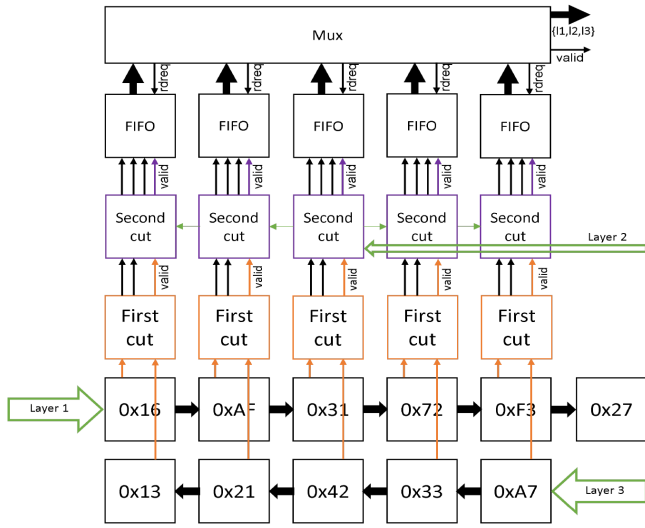 Mux
{l1,l2,l3}
valid
rdreq
rdreq
rdreq
rdreq
rdreq
FIFO
FIFO
FIFO
FIFO
FIFO
valid
valid
valid
valid
valid
Second
cut
Second
cut
Second
cut
Second
cut
Second
cut
Layer 2
valid
valid
valid
valid
valid
First
cut
First
cut
First
cut
First
cut
First
cut
Layer 1
0x16
0xAF
0x31
0x72
0xF3
0x27
0x13
0x21
0x42
0x33
0xA7
Layer 3